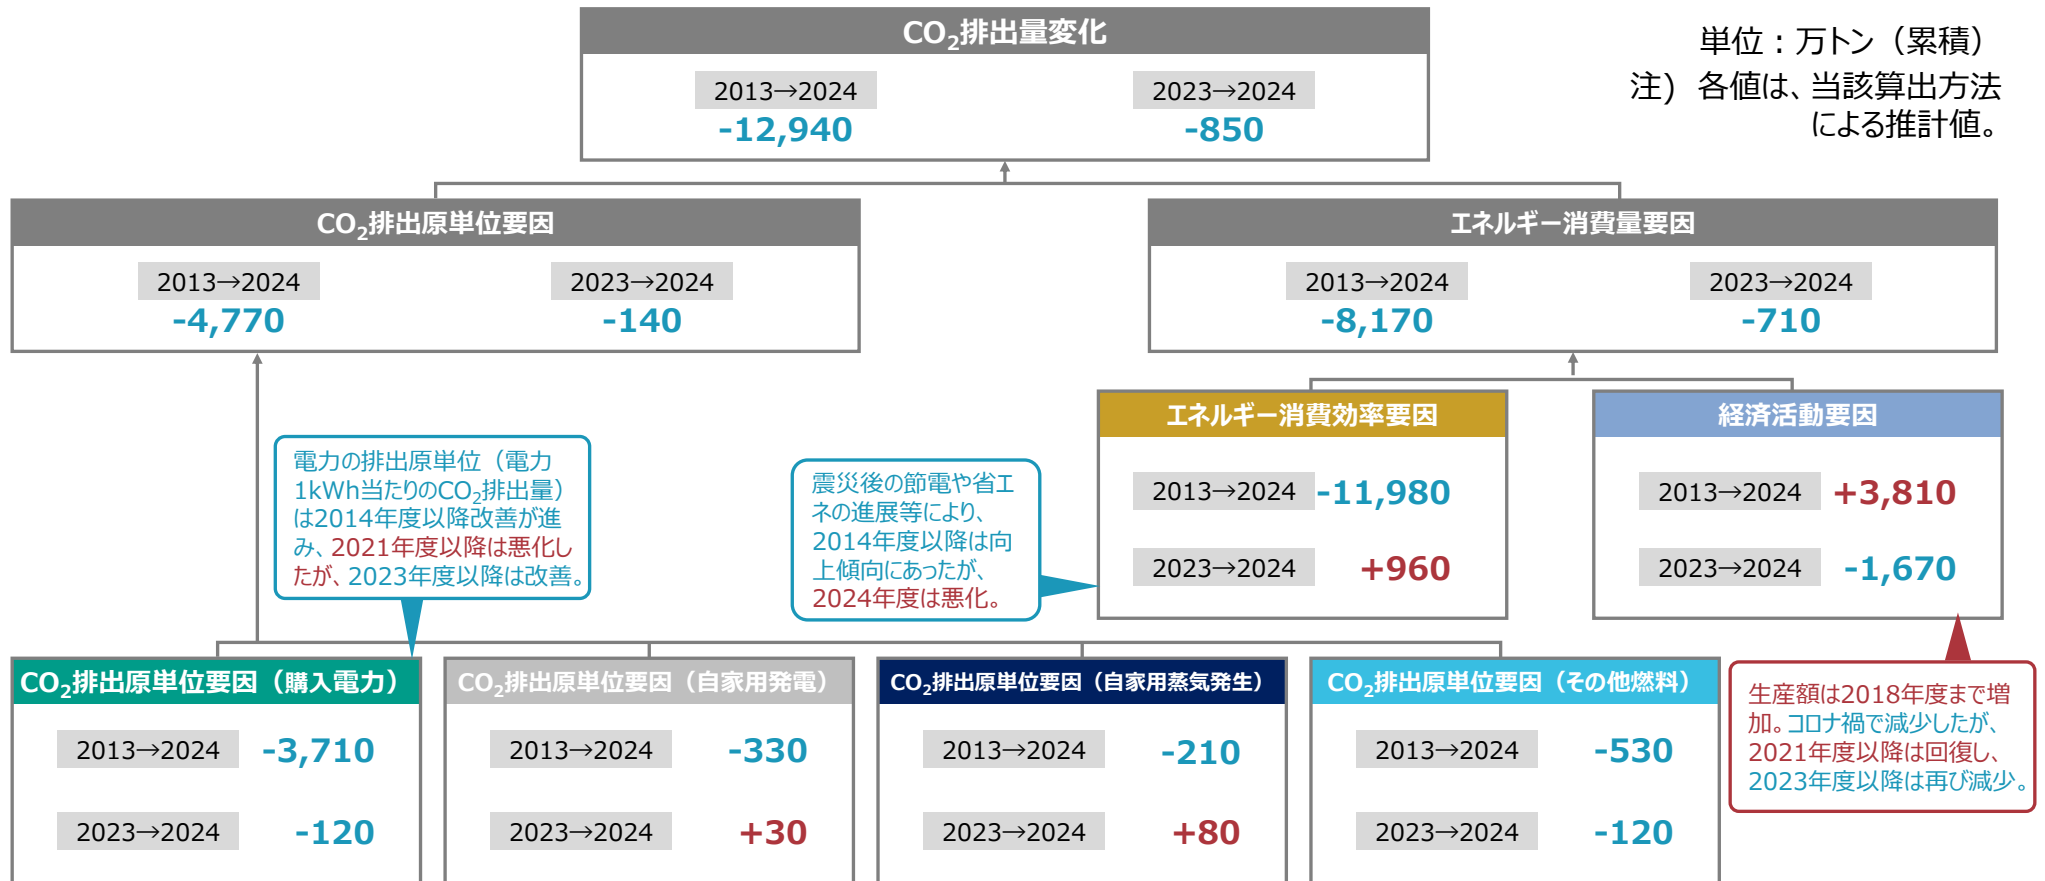 CO₂排出量変化
2013→2024
2023→2024
-12,940
-850
単位：万トン（累積）
注） 各値は、当該算出方法
による推計値。
CO₂排出原単位要因
2013→2024
2023→2024
-4,770
-140
エネルギー消費量要因
2013→2024
2023→2024
-8,170
-710
エネルギー消費効率要因
2013→2024 -11,980
2023→2024 +960
経済活動要因
2013→2024 +3,810
2023→2024 -1,670
電力の排出原単位（電力
1kWh当たりのCO₂排出量）
は2014年度以降改善が進
み、2021年度以降は悪化し
たが、2023年度以降は改善。
震災後の節電や省エ
ネの進展等により、
2014年度以降は向
上傾向にあったが、
2024年度は悪化。
CO₂排出原単位要因（購入電力）
2013→2024 -3,710
2023→2024 -120
CO₂排出原単位要因（自家用発電）
2013→2024 -330
2023→2024 +30
CO₂排出原単位要因（自家用蒸気発生）
2013→2024 -210
2023→2024 +80
CO₂排出原単位要因（その他燃料）
2013→2024 -530
2023→2024 -120
生産額は2018年度まで増
加。コロナ禍で減少したが、
2021年度以降は回復し、
2023年度以降は再び減少。